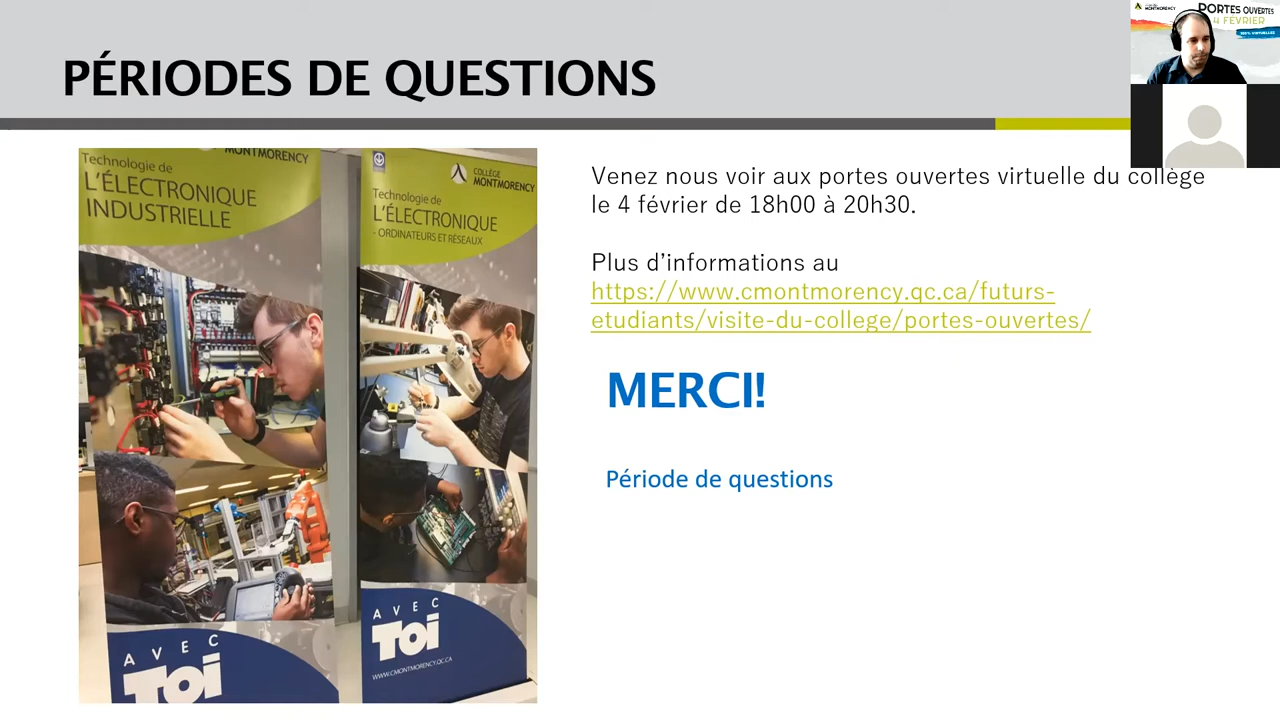 PÉRIODES DE QUESTIONS
MONTMORENCY
PORTES OUVERTES
4 FÉVRIER
100% VIRTUELLES
Technologie de
L'ÉLECTRONIQUE
INDUSTRIELLE
MONTMORENCY
COLLÈGE
MONTMORENCY
Technologie de
L'ÉLECTRONIQUE
- ORDINATEURS ET RÉSEAUX
AVEC
Toi
AVEC
Toi
WWW.CMONTMORENCY.QC.CA
Venez nous voir aux portes ouvertes virtuelle du collège
le 4 février de 18h00 à 20h30.
Plus d’informations au
https://www.cmontmorency.qc.ca/futurs-
etudiants/visite-du-college/portes-ouvertes/
MERCI!
Période de questions